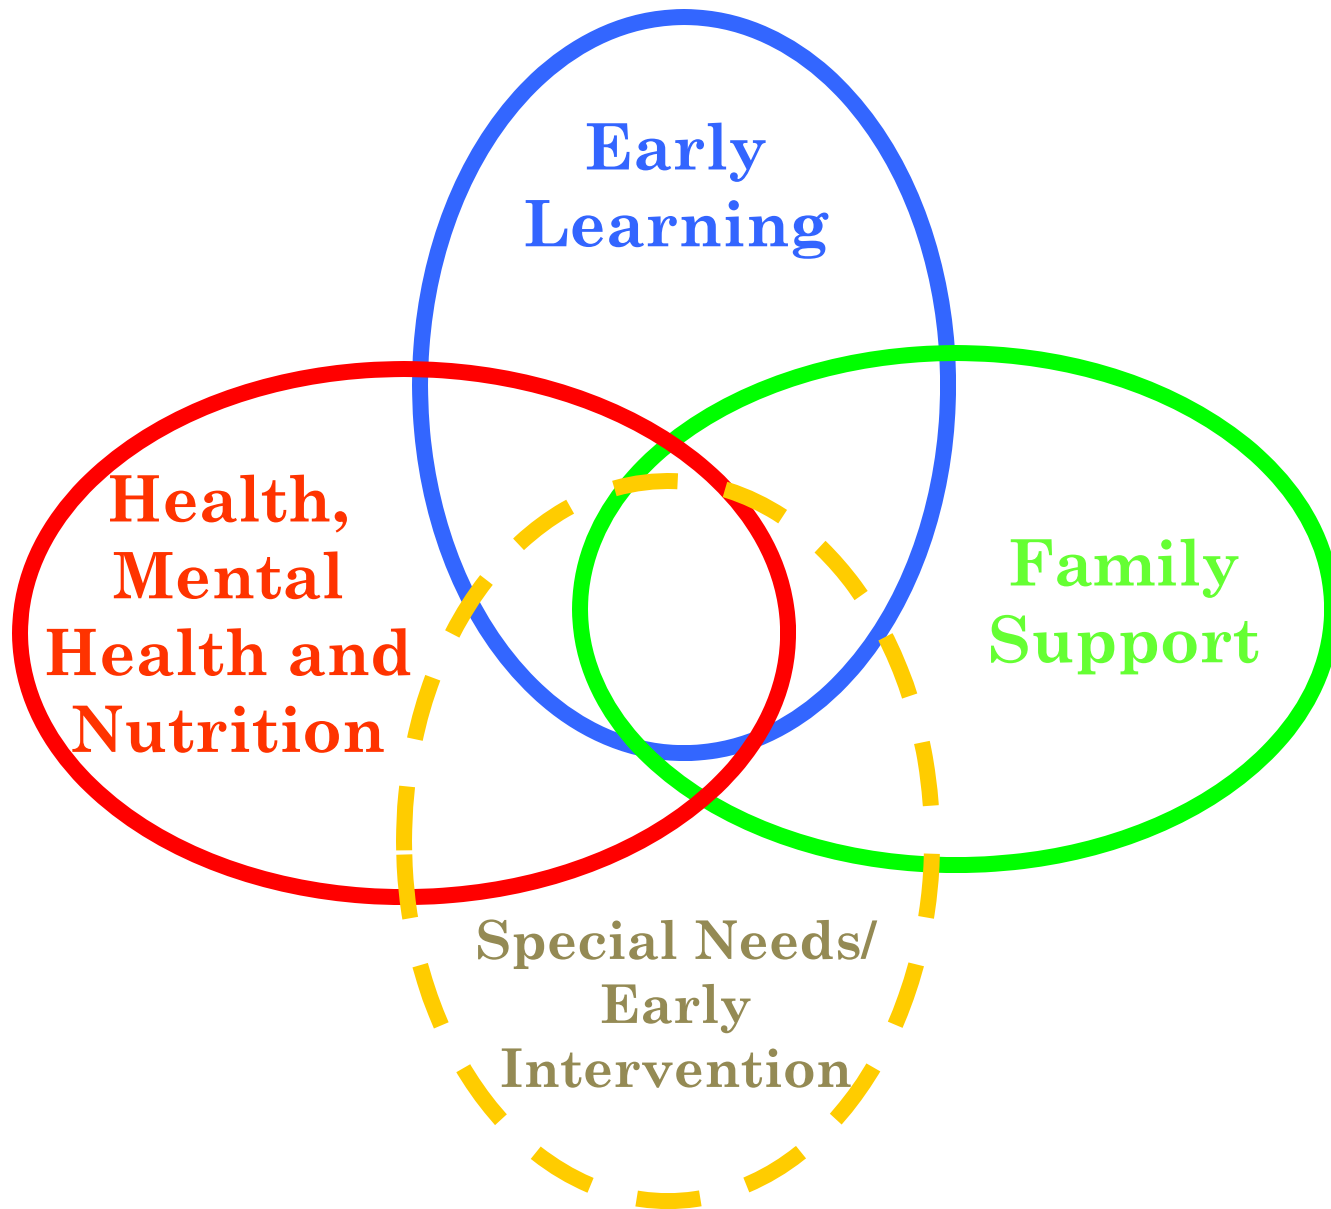 Early
Learning
Health,
Mental
Health and
Nutrition
Family
Support
Special Needs/
Early
Intervention